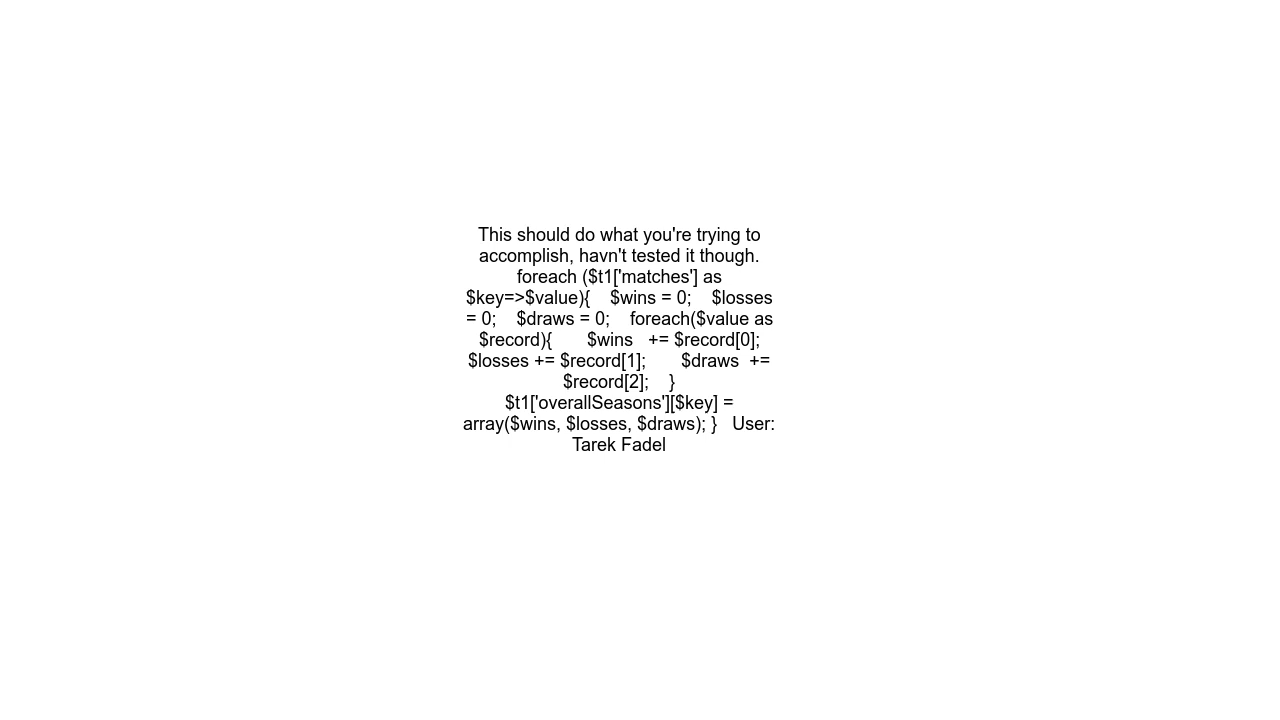 This should do what you're trying to
accomplish, havn't tested it though.
foreach ($t1['matches'] as
$key=>$value){    $wins = 0;    $losses
= 0;    $draws = 0;    foreach($value as
$record){       $wins   += $record[0];
$losses += $record[1];       $draws  +=
$record[2];    }
$t1['overallSeasons'][$key] =
array($wins, $losses, $draws); }   User:
Tarek Fadel